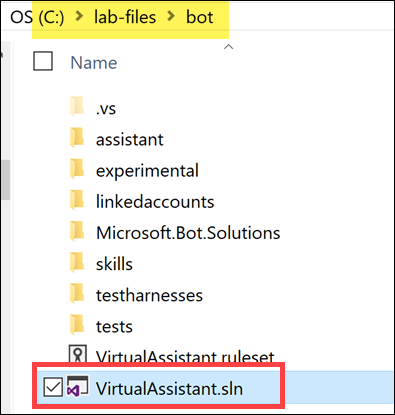 OS (C:) > lab-files > bot
Name
.vs
assistant
experimental
linkedaccounts
Microsoft.Bot.Solutions
skills
testharnesses
tests
VirtualAssistant.ruleset
VirtualAssistant.sln